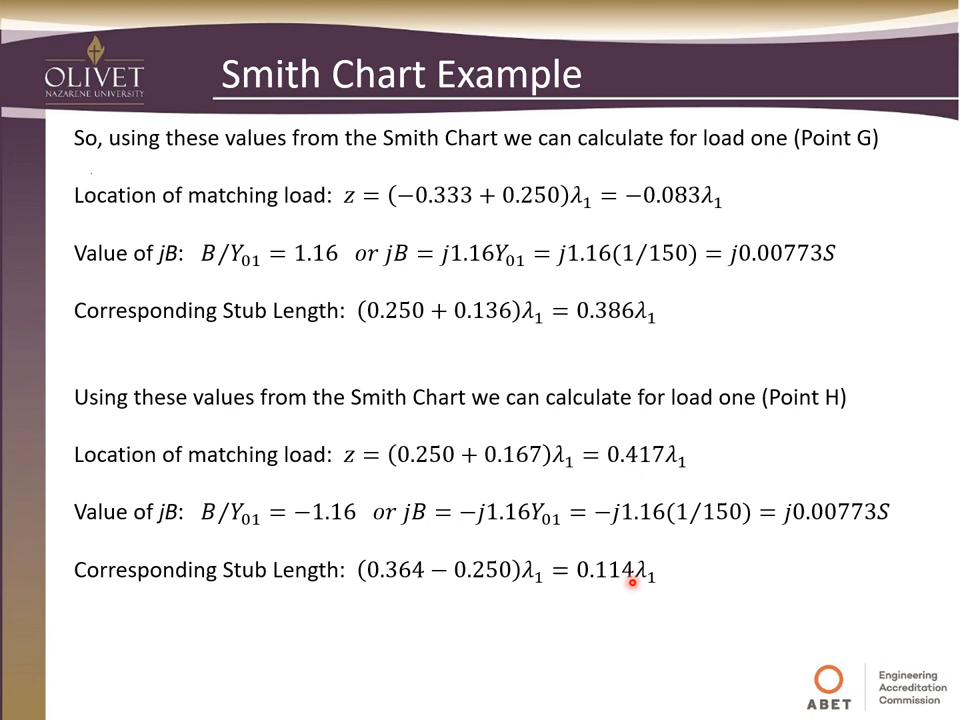 OLIVET
NAZARENE UNIVERSITY
Smith Chart Example
So, using these values from the Smith Chart we can calculate for load one (Point G)
Location of matching load: z = (−0.333 + 0.250)λ₁ = −0.083λ₁
Value of jB: B/Y₀₁ = 1.16 or jB = j1.16Y₀₁ = j1.16(1/150) = j0.00773S
Corresponding Stub Length: (0.250 + 0.136)λ₁ = 0.386λ₁
Using these values from the Smith Chart we can calculate for load one (Point H)
Location of matching load: z = (0.250 + 0.167)λ₁ = 0.417λ₁
Value of jB: B/Y₀₁ = −1.16 or jB = −j1.16Y₀₁ = −j1.16(1/150) = j0.00773S
Corresponding Stub Length: (0.364 − 0.250)λ₁ = 0.114λ₁
ABET
Engineering
Accreditation
Commission